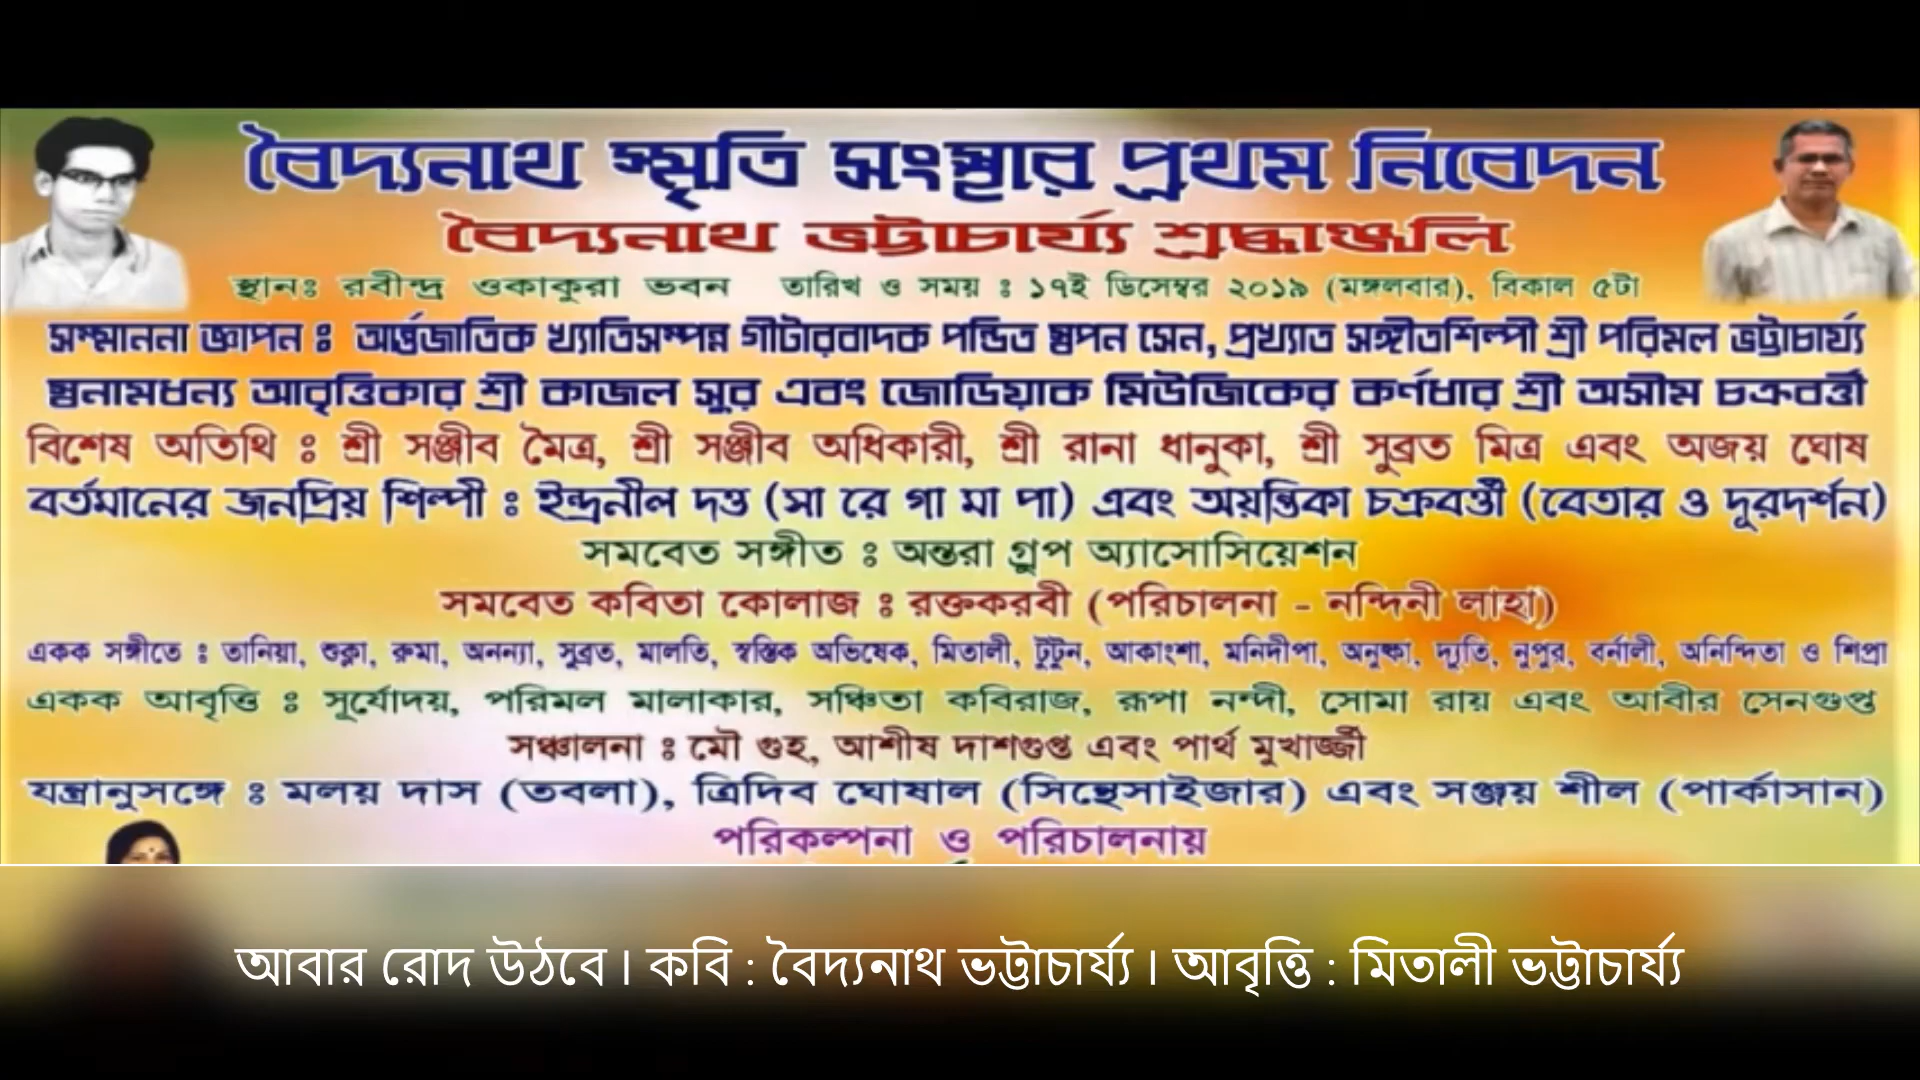 বৈদ্যনাথ স্মৃতি সংস্থার প্রথম নিবেদন
বৈদ্যনাথ ভট্টাচার্য্য শ্রদ্ধাঞ্জলি
স্থানঃ রবীন্দ্র ওকাকুরা ভবন তারিখ ও সময় ঃ ১৭ই ডিসেম্বর ২০১৯ (মঙ্গলবার), বিকাল ৫টা
সম্মাননা জ্ঞাপন ঃ আর্ন্তজাতিক খ্যাতিসম্পন্ন গীটারবাদক পন্ডিত স্বপন সেন, প্রখ্যাত সঙ্গীতশিল্পী শ্রী পরিমল ভট্টাচার্য্য
স্বনামধন্য আবৃত্তিকার শ্রী কাজল সুর এবং জোডিয়াক মিউজিকের কর্ণধার শ্রী অসীম চক্রবর্ত্তী
বিশেষ অতিথি ঃ শ্রী সঞ্জীব মৈত্র, শ্রী সঞ্জীব অধিকারী, শ্রী রানা ধানুকা, শ্রী সুব্রত মিত্র এবং অজয় ঘোষ
বর্তমানের জনপ্রিয় শিল্পী ঃ ইন্দ্রনীল দত্ত (সা রে গা মা পা) এবং অয়ন্তিকা চক্রবর্ত্তী (বেতার ও দূরদর্শন)
সমবেত সঙ্গীত ঃ অন্তরা গ্রুপ অ্যাসোসিয়েশন
সমবেত কবিতা কোলাজ ঃ রক্তকরবী (পরিচালনা - নন্দিনী লাহা)
একক সঙ্গীতে ঃ তানিয়া, শুক্লা, রুমা, অনন্যা, সুব্রত, মালতি, স্বস্তিক অভিষেক, মিতালী, টুটুন, আকাংশা, মনিদীপা, অনুষ্কা, দ্যুতি, নুপুর, বর্নালী, অনিন্দিতা ও শিপ্রা
একক আবৃত্তি ঃ সূর্যোদয়, পরিমল মালাকার, সঞ্চিতা কবিরাজ, রূপা নন্দী, সোমা রায় এবং আবীর সেনগুপ্ত
সঞ্চালনা ঃ মৌ গুহ, আশীষ দাশগুপ্ত এবং পার্থ মুখার্জ্জী
যন্ত্রানুসঙ্গে ঃ মলয় দাস (তবলা), ত্রিদিব ঘোষাল (সিন্থেসাইজার) এবং সঞ্জয় শীল (পার্কাসান)
পরিকল্পনা ও পরিচালনায়
আবার রোদ উঠবে। কবি : বৈদ্যনাথ ভট্টাচার্য্য। আবৃত্তি : মিতালী ভট্টাচার্য্য